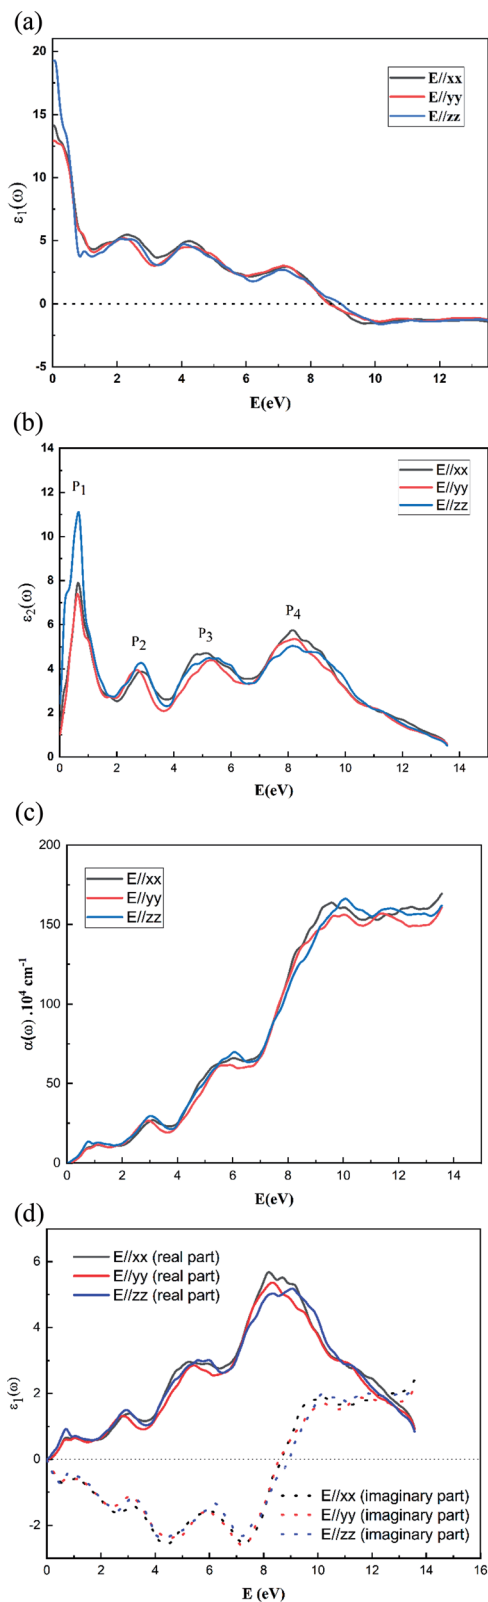 (a)
20
15
10
5
0
-5
ε₁(ω)
E//xx
E//yy
E//zz
0 2 4 6 8 10 12
E(eV)
(b)
14
12
10
8
6
4
2
0
ε₂(ω)
P₁
P₂
P₃
P₄
E//xx
E//yy
E//zz
0 2 4 6 8 10 12 14
E(eV)
(c)
200
150
100
50
0
α(ω) .10⁴ cm⁻¹
E//xx
E//yy
E//zz
0 2 4 6 8 10 12 14
E(eV)
(d)
6
4
2
0
-2
ε₁(ω)
E//xx (real part)
E//yy (real part)
E//zz (real part)
E//xx (imaginary part)
E//yy (imaginary part)
E//zz (imaginary part)
0 2 4 6 8 10 12 14 16
E (eV)